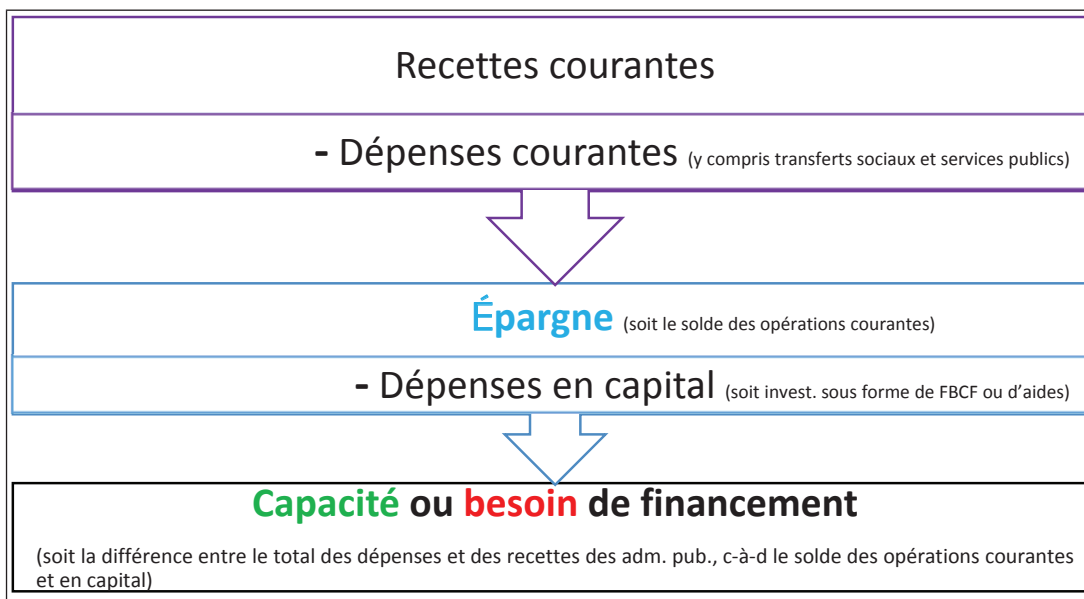 Recettes courantes
- Dépenses courantes (y compris transferts sociaux et services publics)
Épargne (soit le solde des opérations courantes)
- Dépenses en capital (soit invest. sous forme de FBCF ou d’aides)
Capacité ou besoin de financement
(soit la différence entre le total des dépenses et des recettes des adm. pub., c-à-d le solde des opérations courantes
et en capital)